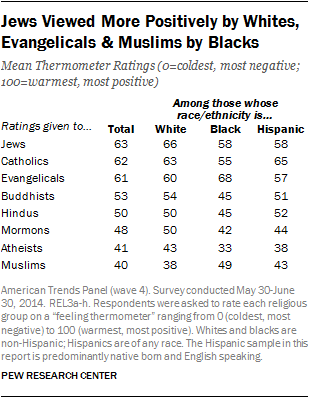 Jews Viewed More Positively by Whites,
Evangelicals & Muslims by Blacks
Mean Thermometer Ratings (0=coldest, most negative;
100=warmest, most positive)
Among those whose
race/ethnicity is...
Ratings given to... Total White Black Hispanic
Jews 63 66 58 58
Catholics 62 63 55 65
Evangelicals 61 60 68 57
Buddhists 53 54 45 51
Hindus 50 50 45 52
Mormons 48 50 42 44
Atheists 41 43 33 38
Muslims 40 38 49 43
American Trends Panel (wave 4). Survey conducted May 30-June
30, 2014. REL3a-h. Respondents were asked to rate each religious
group on a “feeling thermometer” ranging from 0 (coldest, most
negative) to 100 (warmest, most positive). Whites and blacks are
non-Hispanic; Hispanics are of any race. The Hispanic sample in this
report is predominantly native born and English speaking.
PEW RESEARCH CENTER